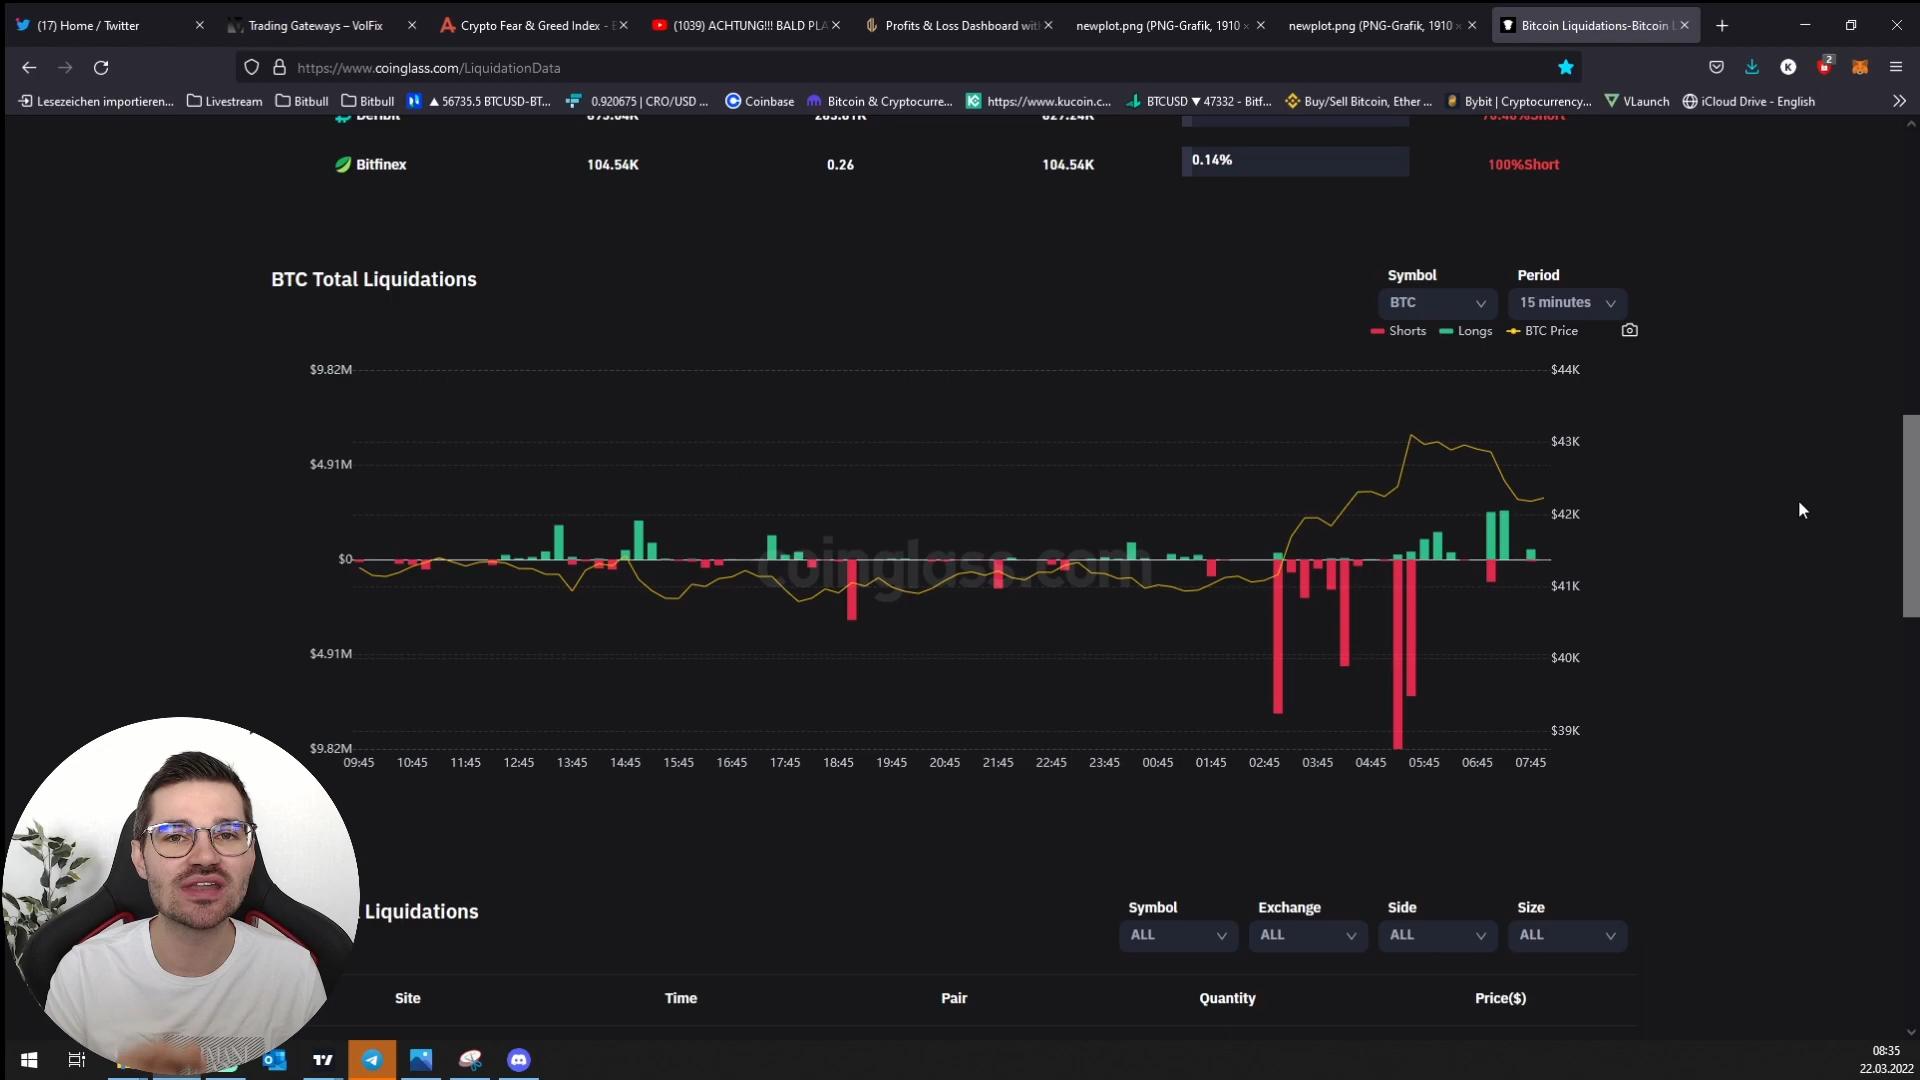 (17) Home / Twitter
Trading Gateways – VolFix
Crypto Fear & Greed Index -
(1039) ACHTUNG!!! BALD PLA
Profits & Loss Dashboard wit
newplot.png (PNG-Grafik, 1910 ×
newplot.png (PNG-Grafik, 1910 ×
Bitcoin Liquidations-Bitcoin L
https://www.coinglass.com/LiquidationData
2
Lesezeichen importieren...
Livestream
Bitbull
Bitbull
▲ 56735.5 BTCUSD-BT...
0.920675 | CRO/USD ...
Coinbase
Bitcoin & Cryptocurre...
https://www.kucoin.c...
BTCUSD ▼ 47332 - Bitf...
Buy/Sell Bitcoin, Ether ...
Bybit | Cryptocurrency,...
VLaunch
iCloud Drive - English
Bitfinex
104.54K
0.26
104.54K
0.14%
100%Short
BTC Total Liquidations
Symbol
Period
BTC
15 minutes
Shorts
Longs
BTC Price
$9.82M
$4.91M
$0
$4.91M
$9.82M
$44K
$43K
$42K
$41K
$40K
$39K
coinglass.com
09:45 10:45 11:45 12:45 13:45 14:45 15:45 16:45 17:45 18:45 19:45 20:45 21:45 22:45 23:45 00:45 01:45 02:45 03:45 04:45 05:45 06:45 07:45
Liquidations
Symbol
Exchange
Side
Size
ALL
ALL
ALL
ALL
Site
Time
Pair
Quantity
Price($)
08:35
22.03.2022